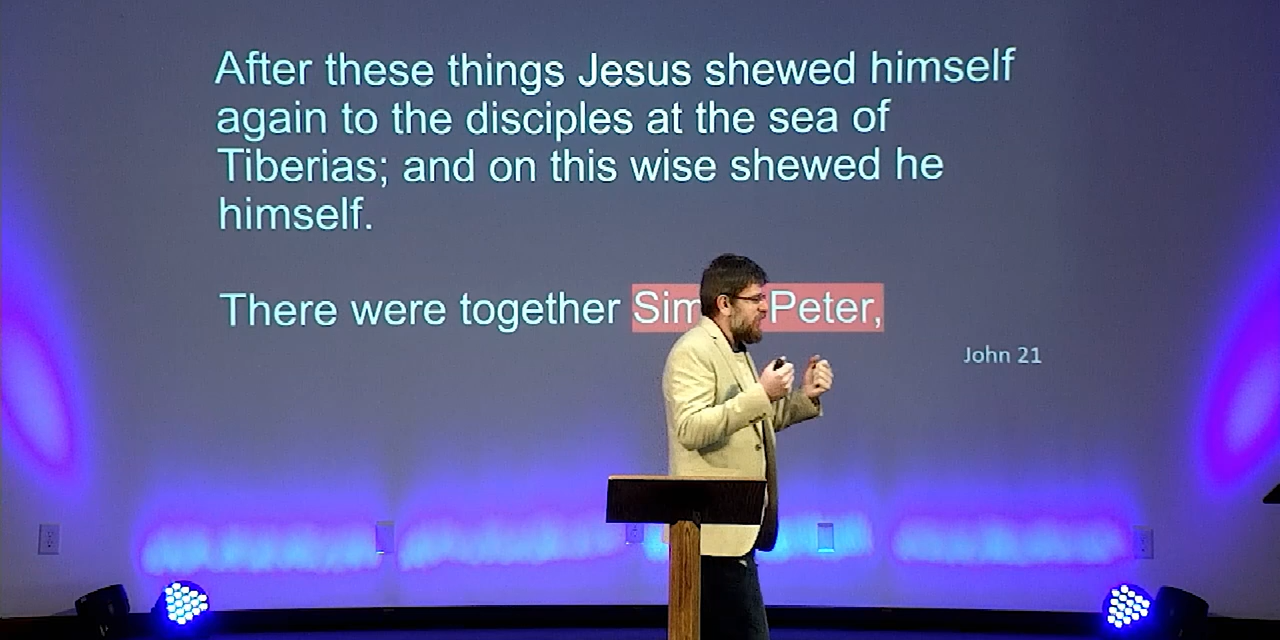 After these things Jesus shewed himself
again to the disciples at the sea of
Tiberias; and on this wise shewed he
himself.
There were together Peter,
John 21